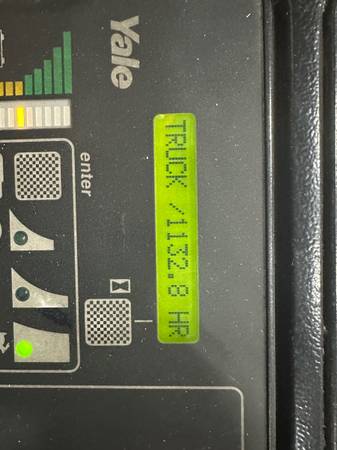 Yale
TRUCK /1132.8 HR
enter